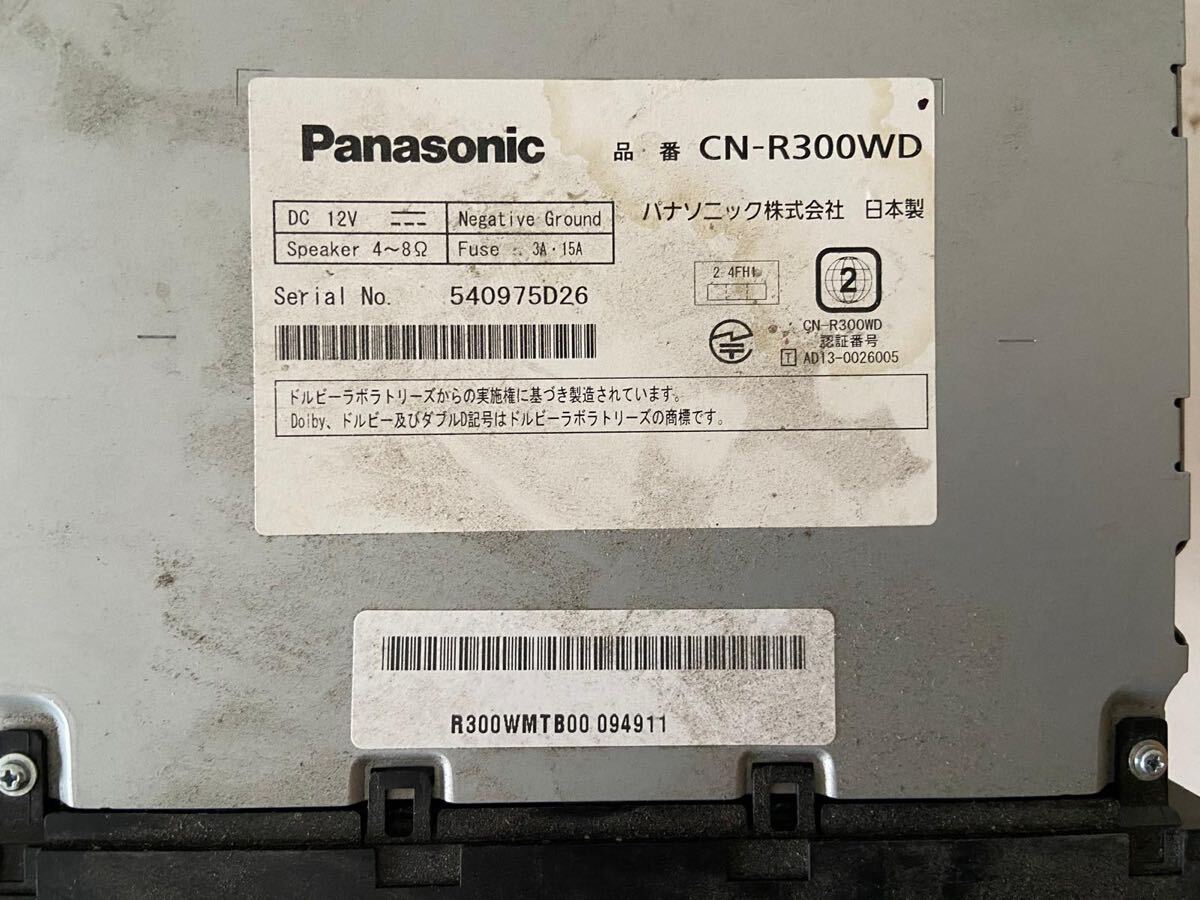 Panasonic 品番 CN-R300WD
DC 12V Negative Ground
Speaker 4~8Ω Fuse 3A・15A
パナソニック株式会社 日本製
Serial No. 540975D26
2.4FH1
2
CN-R300WD
認証番号
T AD13-0026005
ドルビーラボラトリーズからの実施権に基づき製造されています。
Dolby、ドルビー及びダブルD記号はドルビーラボラトリーズの商標です。
R300WMTB00 094911